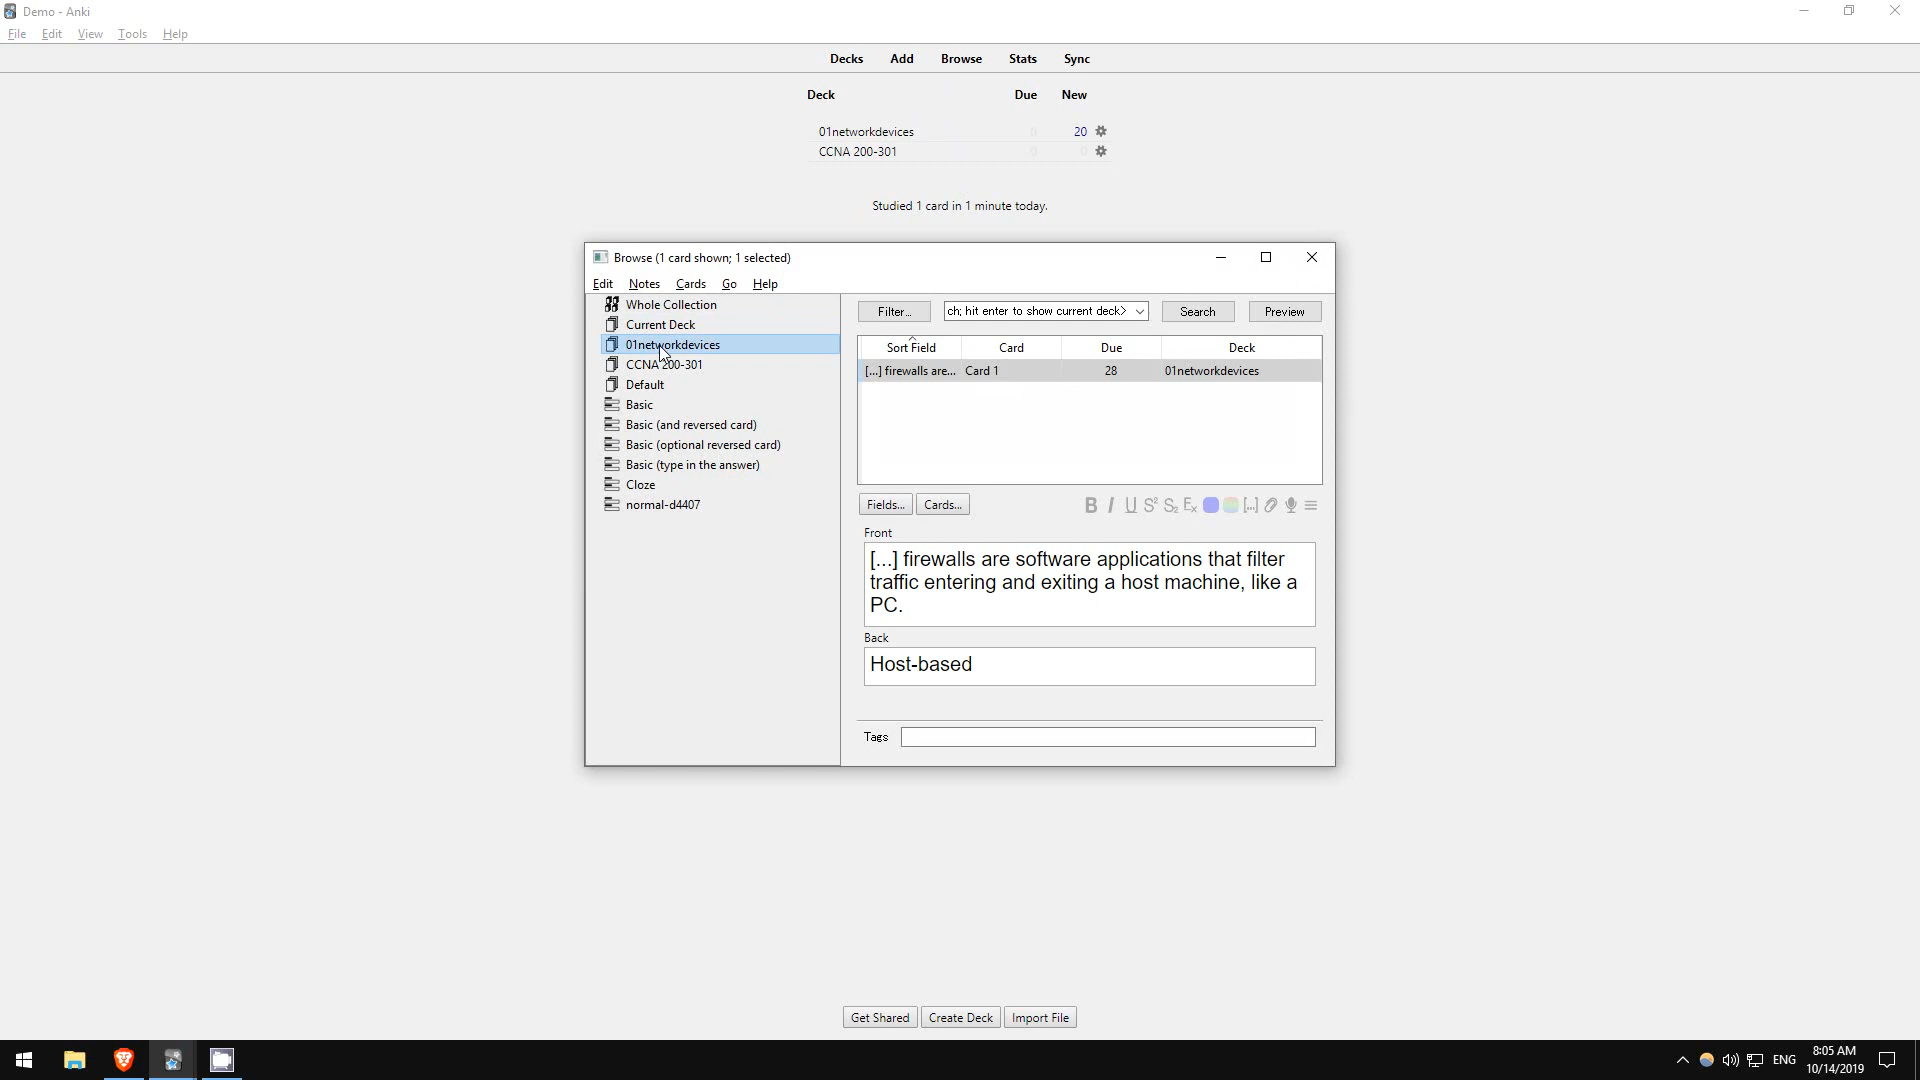 Demo - Anki
File Edit View Tools Help
Decks Add Browse Stats Sync
Deck Due New
01networkdevices 0 20
CCNA 200-301 0 0
Studied 1 card in 1 minute today.
Browse (1 card shown; 1 selected)
Edit Notes Cards Go Help
Whole Collection
Current Deck
01networkdevices
CCNA 200-301
Default
Basic
Basic (and reversed card)
Basic (optional reversed card)
Basic (type in the answer)
Cloze
normal-d4407
Filter... ch; hit enter to show current deck> Search Preview
Sort Field Card Due Deck
[...] firewalls are... Card 1 28 01networkdevices
Fields... Cards... B I U S² S₂ Ex [...]
Front
[...] firewalls are software applications that filter
traffic entering and exiting a host machine, like a
PC.
Back
Host-based
Tags
Get Shared Create Deck Import File
ENG 8:05 AM
10/14/2019